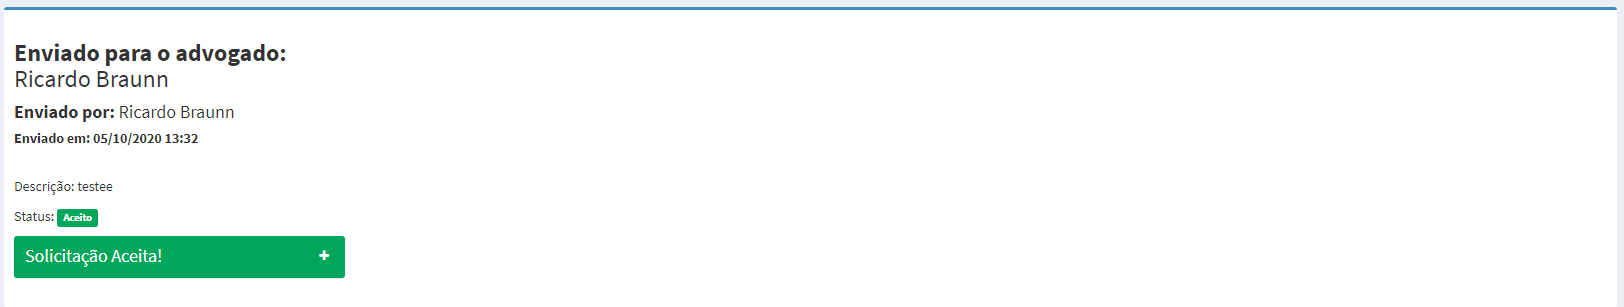 Enviado para o advogado:
Ricardo Braunn
Enviado por: Ricardo Braunn
Enviado em: 05/10/2020 13:32
Descrição: testee
Status: Aceito
Solicitação Aceita! +